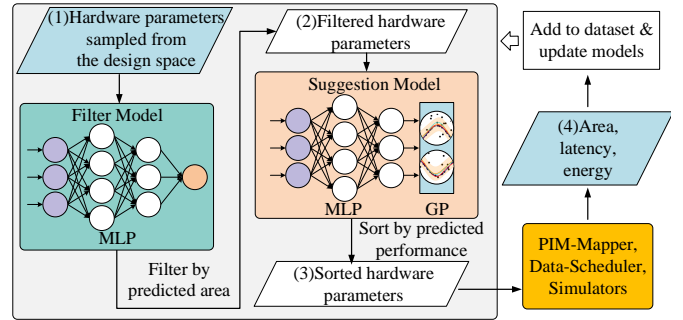 (1)Hardware parameters
sampled from
the design space
Filter Model
MLP
Filter by
predicted area
(2)Filtered hardware
parameters
Suggestion Model
MLP
GP
Sort by predicted
performance
(3)Sorted hardware
parameters
Add to dataset &
update models
(4)Area,
latency,
energy
PIM-Mapper,
Data-Scheduler,
Simulators